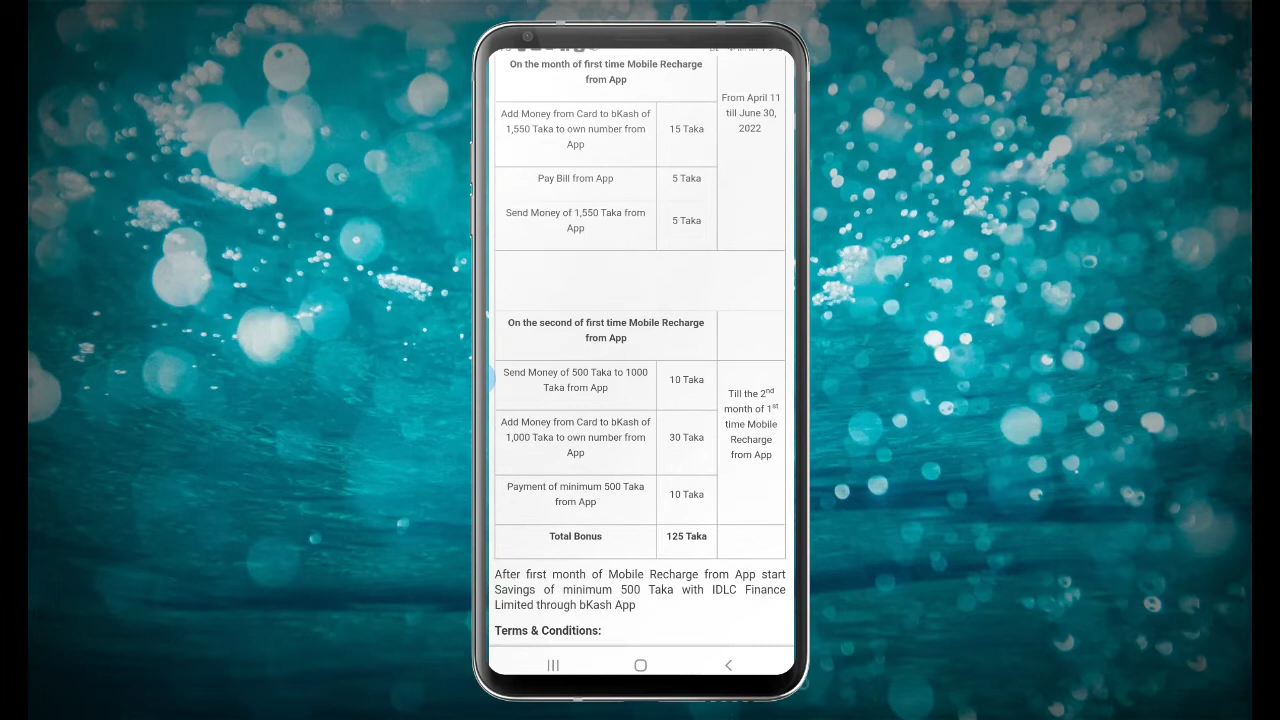 On the month of first time Mobile Recharge
from App
From April 11
till June 30,
2022
Add Money from Card to bKash of
1,550 Taka to own number from
App
15 Taka
Pay Bill from App
5 Taka
Send Money of 1,550 Taka from
App
5 Taka
On the second of first time Mobile Recharge
from App
Send Money of 500 Taka to 1000
Taka from App
10 Taka
Till the 2nd
month of 1st
time Mobile
Recharge
from App
Add Money from Card to bKash of
1,000 Taka to own number from
App
30 Taka
Payment of minimum 500 Taka
from App
10 Taka
Total Bonus
125 Taka
After first month of Mobile Recharge from App start
Savings of minimum 500 Taka with IDLC Finance
Limited through bKash App
Terms & Conditions: